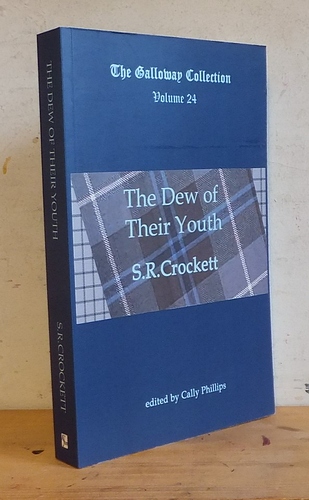 The Galloway Collection
Volume 24
The Dew of
Their Youth
S.R.Crockett
edited by Cally Phillips
THE DEW OF THEIR YOUTH
S.R.CROCKETT